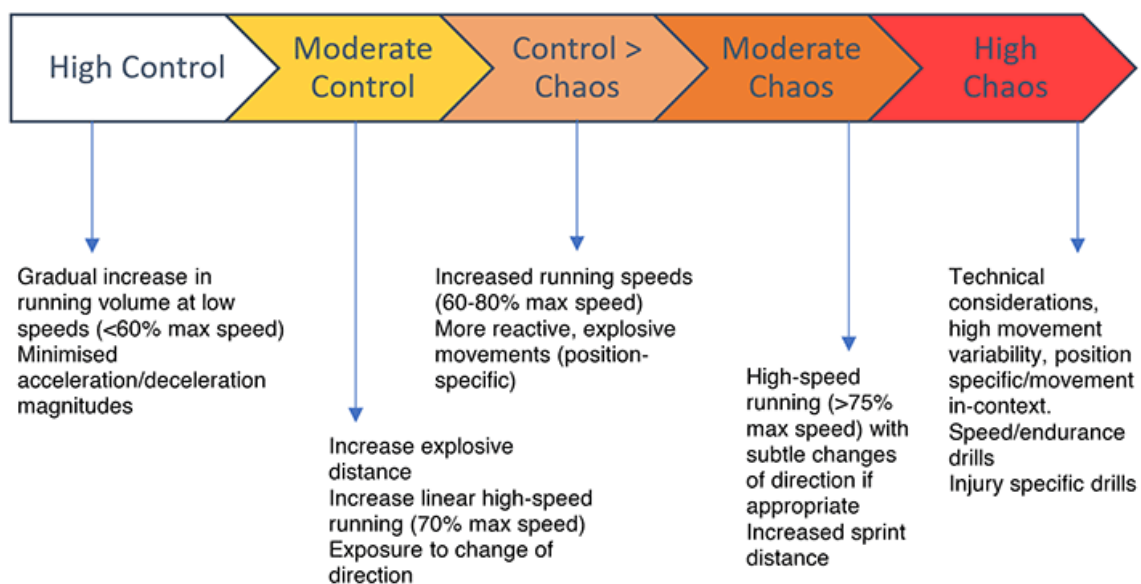 High Control
Moderate
Control
Control >
Chaos
Moderate
Chaos
High
Chaos
Gradual increase in
running volume at low
speeds (<60% max speed)
Minimised
acceleration/deceleration
magnitudes
Increase explosive
distance
Increase linear high-speed
running (70% max speed)
Exposure to change of
direction
Increased running speeds
(60-80% max speed)
More reactive, explosive
movements (position-
specific)
High-speed
running (>75%
max speed) with
subtle changes
of direction if
appropriate
Increased sprint
distance
Technical
considerations,
high movement
variability, position
specific/movement
in-context.
Speed/endurance
drills
Injury specific drills